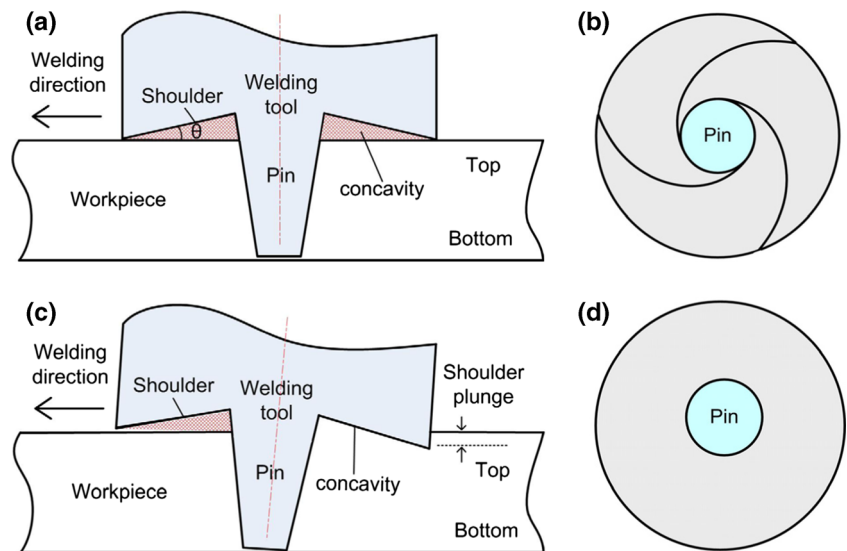 (a)
Welding
direction
Shoulder
θ
Welding
tool
Pin
concavity
Workpiece
Top
Bottom
(b)
Pin
(c)
Welding
direction
Shoulder
Welding
tool
Pin
concavity
Shoulder
plunge
Top
Workpiece
Bottom
(d)
Pin